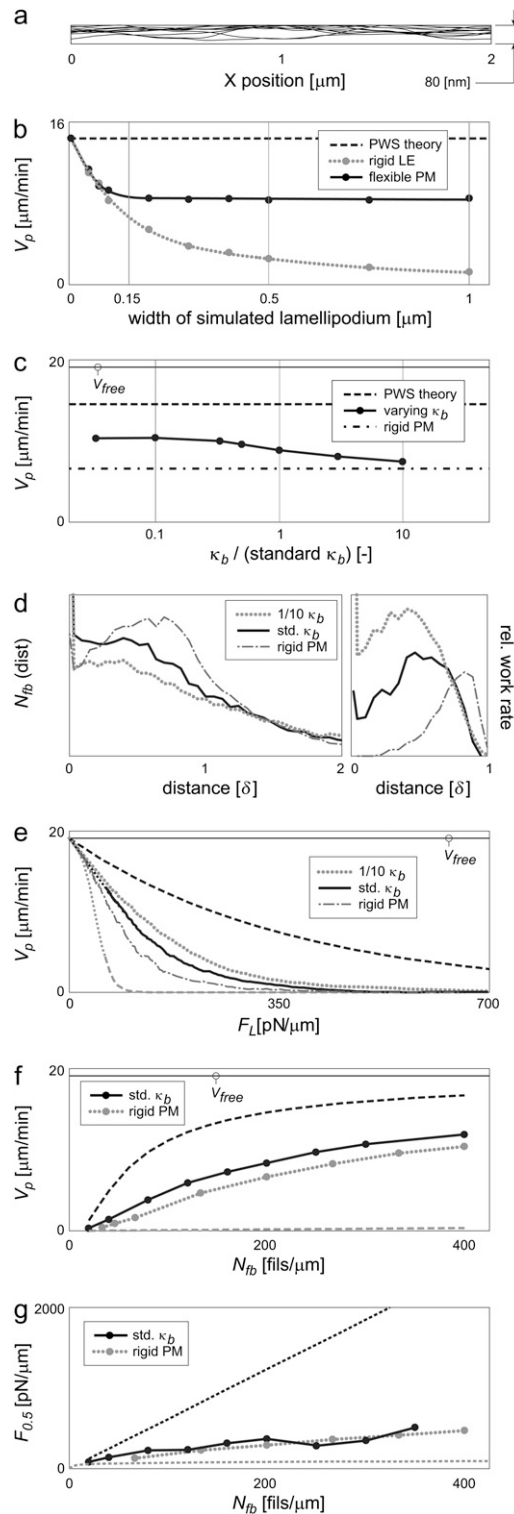 a
0
1
2
X position [μm]
80 [nm]
b
16
PWS theory
rigid LE
flexible PM
V_p [μm/min]
0
0
0.15
0.5
1
width of simulated lamellipodium [μm]
c
20
V_free
PWS theory
varying κ_b
rigid PM
V_p [μm/min]
0
0.1
1
10
κ_b / (standard κ_b) [-]
d
1/10 κ_b
std. κ_b
rigid PM
N_fb (dist)
rel. work rate
0
1
2
0
1
distance [δ]
distance [δ]
e
20
V_free
1/10 κ_b
std. κ_b
rigid PM
V_p [μm/min]
0
0
350
700
F_L[pN/μm]
f
20
std. κ_b
rigid PM
V_free
V_p [μm/min]
0
0
200
400
N_fb [fils/μm]
g
2000
std. κ_b
rigid PM
F_0.5 [pN/μm]
0
0
200
400
N_fb [fils/μm]